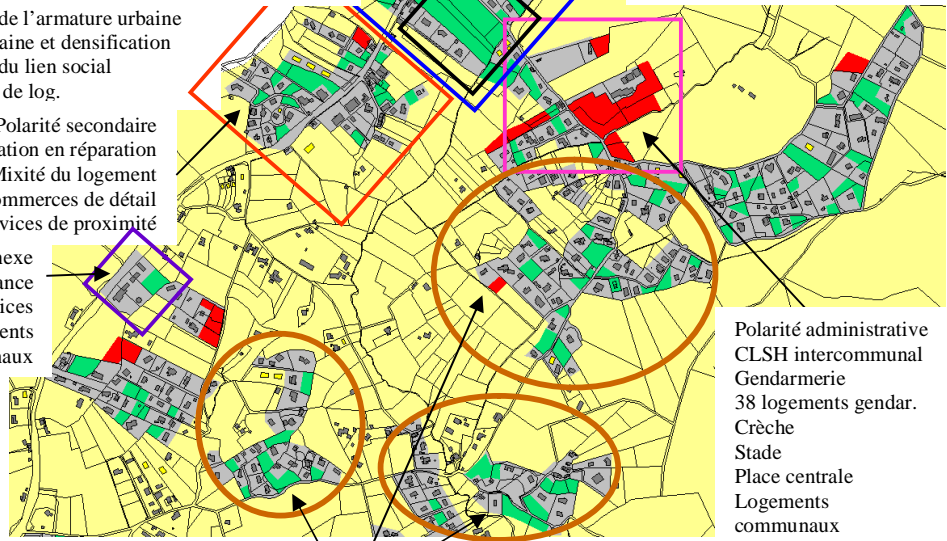 de l'armature urbaine
aine et densification
du lien social
de log.
Polarité secondaire
ation en réparation
Mixité du logement
ommerces de détail
vices de proximité
nexe
ance
ices
ents
naux
Polarité administrative
CLSH intercommunal
Gendarmerie
38 logements gendar.
Crèche
Stade
Place centrale
Logements
communaux